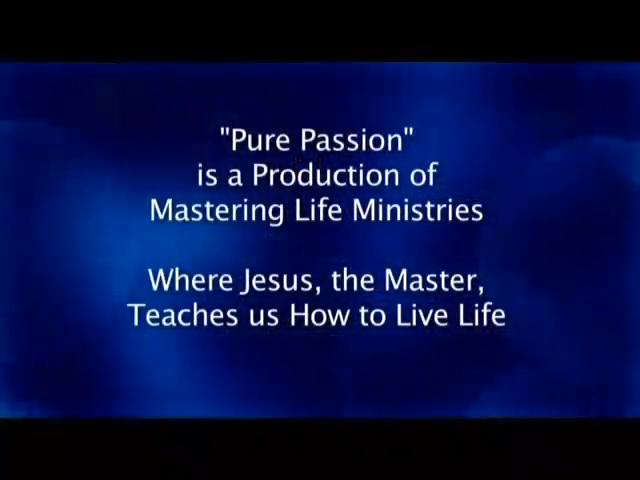 "Pure Passion"
is a Production of
Mastering Life Ministries
Where Jesus, the Master,
Teaches us How to Live Life